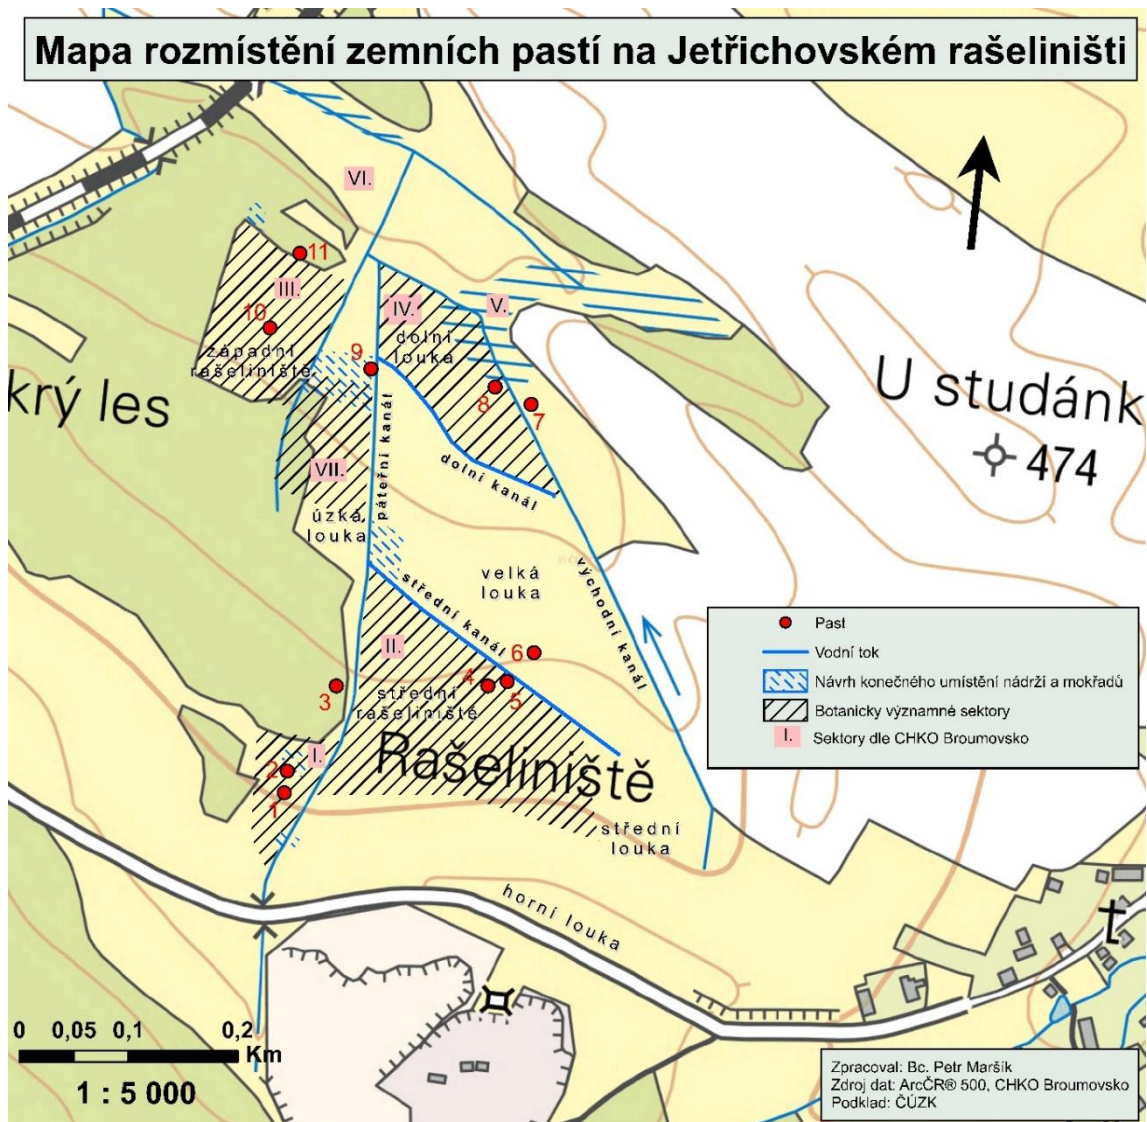 Mapa rozmístění zemních pastí na Jetřichovském rašeliništi
VI.
11
III.
10
západní
rašeliniště
IV.
dolní
louka
V.
9
8
7
krý les
U studánk
474
VII.
úzká
louka
páteřní kanál
dolní kanál
velká
louka
střední kanál
východní kanál
II.
6
4
5
3
střední
rašeliniště
I.
2
1
Rašeliniště
střední
louka
horní louka
t
Past
Vodní tok
Návrh konečného umístění nádrží a mokřadů
Botanicky významné sektory
I. Sektory dle CHKO Broumovsko
0 0,05 0,1 0,2
Km
1 : 5 000
Zpracoval: Bc. Petr Maršík
Zdroj dat: ArcČR® 500, CHKO Broumovsko
Podklad: ČÚZK